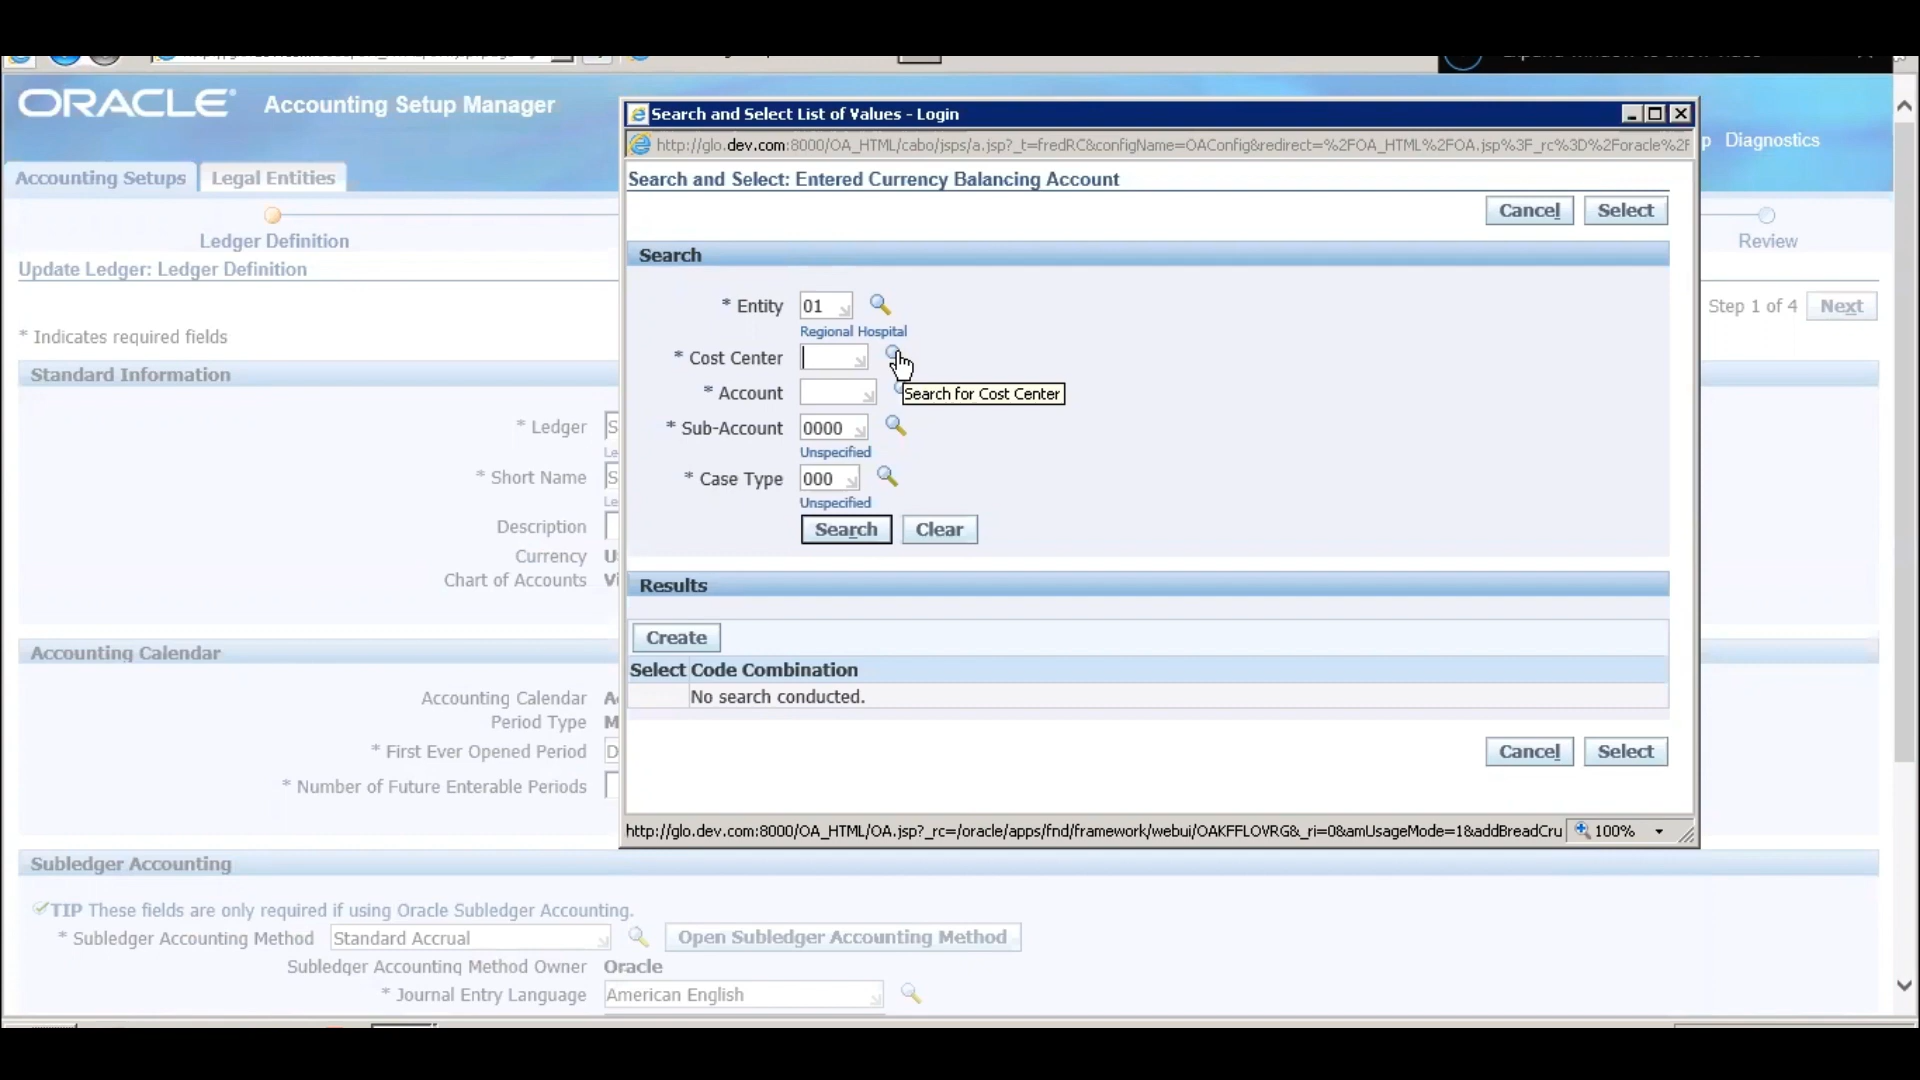 ORACLE® Accounting Setup Manager
Diagnostics
Accounting Setups
Legal Entities
Ledger Definition
Review
Update Ledger: Ledger Definition
Step 1 of 4 Next
* Indicates required fields
Standard Information
* Ledger
* Short Name
Description
Currency
Chart of Accounts
Accounting Calendar
Accounting Calendar
Period Type
* First Ever Opened Period
* Number of Future Enterable Periods
Subledger Accounting
TIP These fields are only required if using Oracle Subledger Accounting.
* Subledger Accounting Method Standard Accrual Open Subledger Accounting Method
Subledger Accounting Method Owner Oracle
* Journal Entry Language American English
Search and Select List of Values - Login
http://glo.dev.com:8000/OA_HTML/cabo/jsps/a.jsp?_t=fredRC&configName=OAConfig&redirect=%2FOA_HTML%2FOA.jsp%3F_rc%3D%2Foracle%2F
Search and Select: Entered Currency Balancing Account
Cancel Select
Search
* Entity 01
Regional Hospital
* Cost Center
* Account
Search for Cost Center
* Sub-Account 0000
Unspecified
* Case Type 000
Unspecified
Search Clear
Results
Create
Select Code Combination
No search conducted.
Cancel Select
http://glo.dev.com:8000/OA_HTML/OA.jsp?_rc=/oracle/apps/fnd/framework/webui/OAKFFLOVRG&_ri=0&amUsageMode=1&addBreadCru 100%